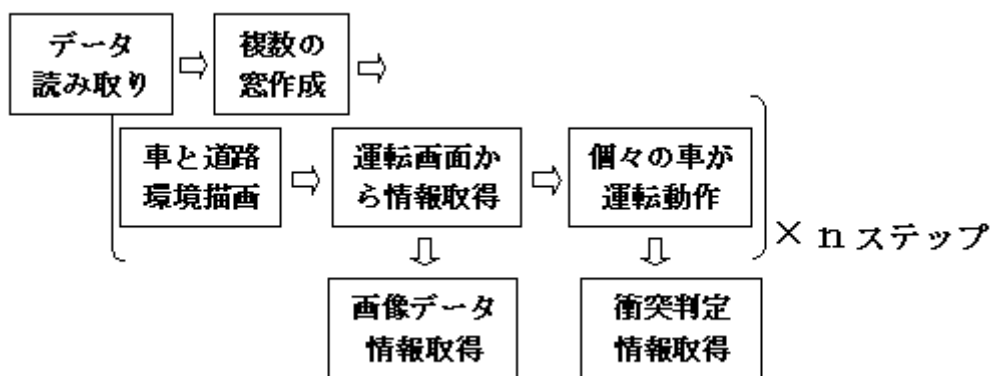 データ
読み取り
複数の
窓作成
車と道路
環境描画
運転画面か
ら情報取得
個々の車が
運転動作
× n ステップ
画像データ
情報取得
衝突判定
情報取得